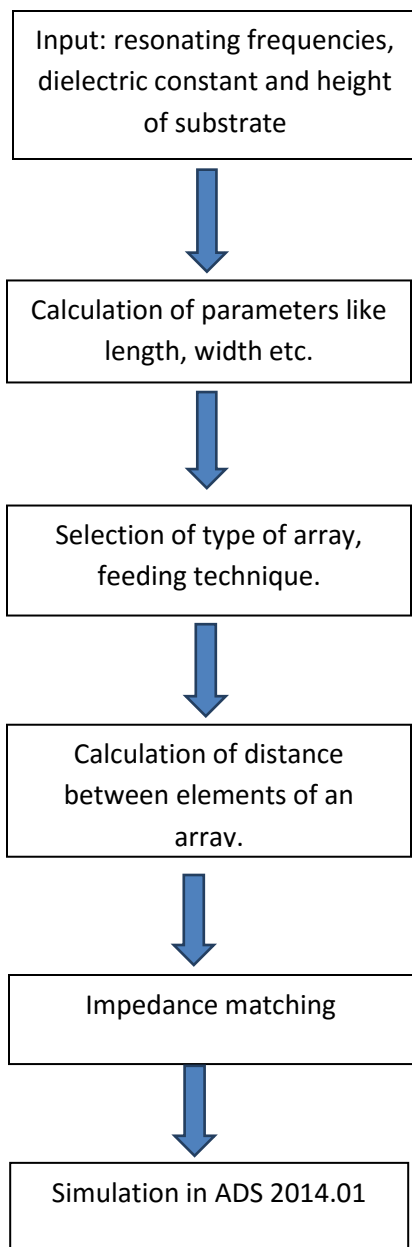 Input: resonating frequencies,
dielectric constant and height
of substrate
Calculation of parameters like
length, width etc.
Selection of type of array,
feeding technique.
Calculation of distance
between elements of an
array.
Impedance matching
Simulation in ADS 2014.01